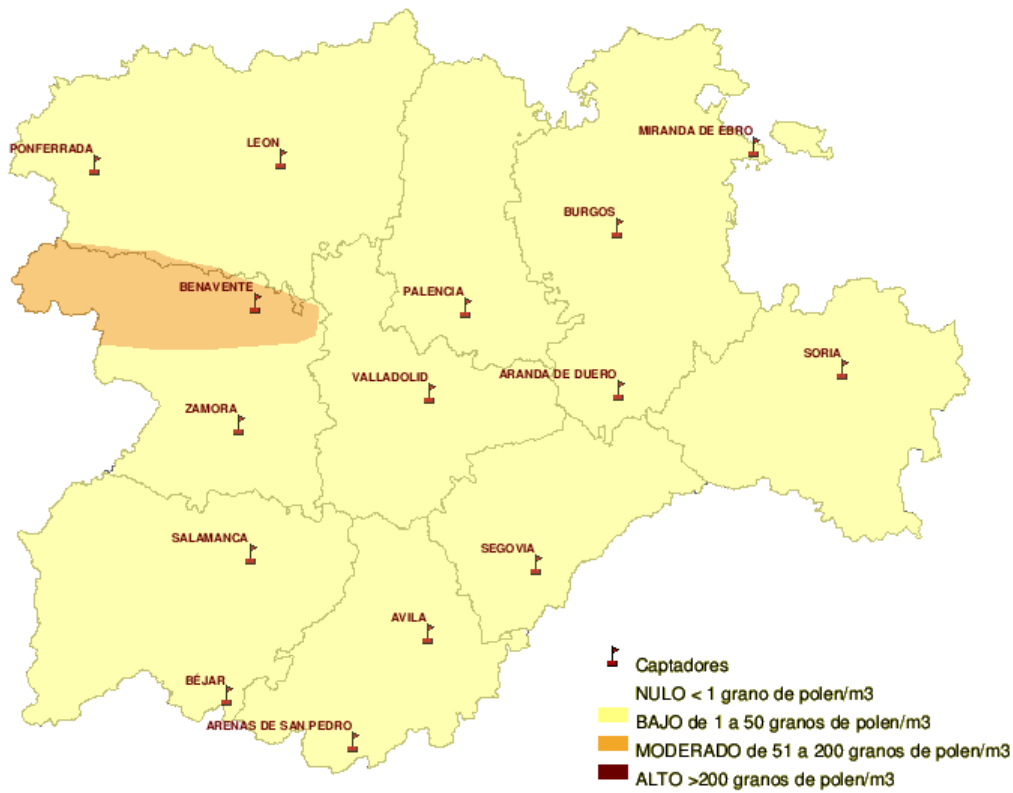 MIRANDA DE EBRO
LEON
PONFERRADA
BURGOS
BENAVENTE
PALENCIA
SORIA
VALLADOLID
ARANDA DE DUERO
ZAMORA
SALAMANCA
SEGOVIA
AVILA
BÉJAR
ARENAS DE SAN PEDRO
Captadores
NULO < 1 grano de polen/m3
BAJO de 1 a 50 granos de polen/m3
MODERADO de 51 a 200 granos de polen/m3
ALTO >200 granos de polen/m3